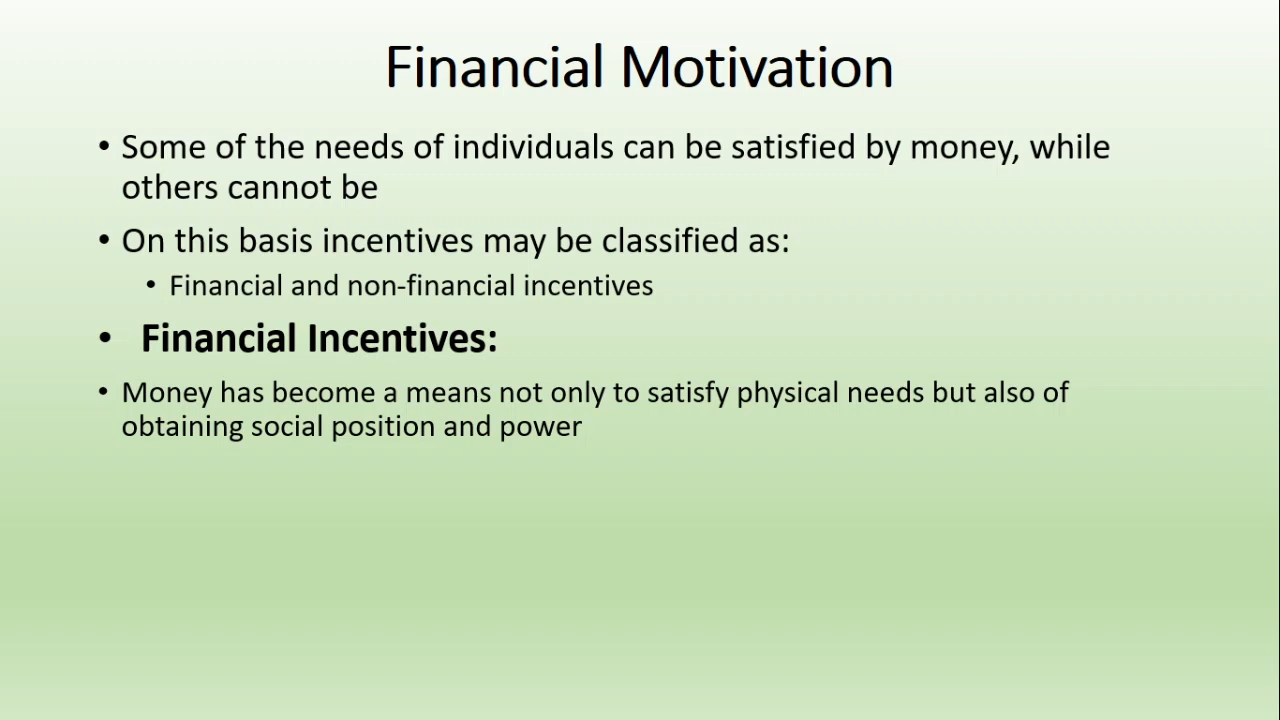 Financial Motivation
• Some of the needs of individuals can be satisfied by money, while
others cannot be
• On this basis incentives may be classified as:
• Financial and non-financial incentives
• Financial Incentives:
• Money has become a means not only to satisfy physical needs but also of
obtaining social position and power